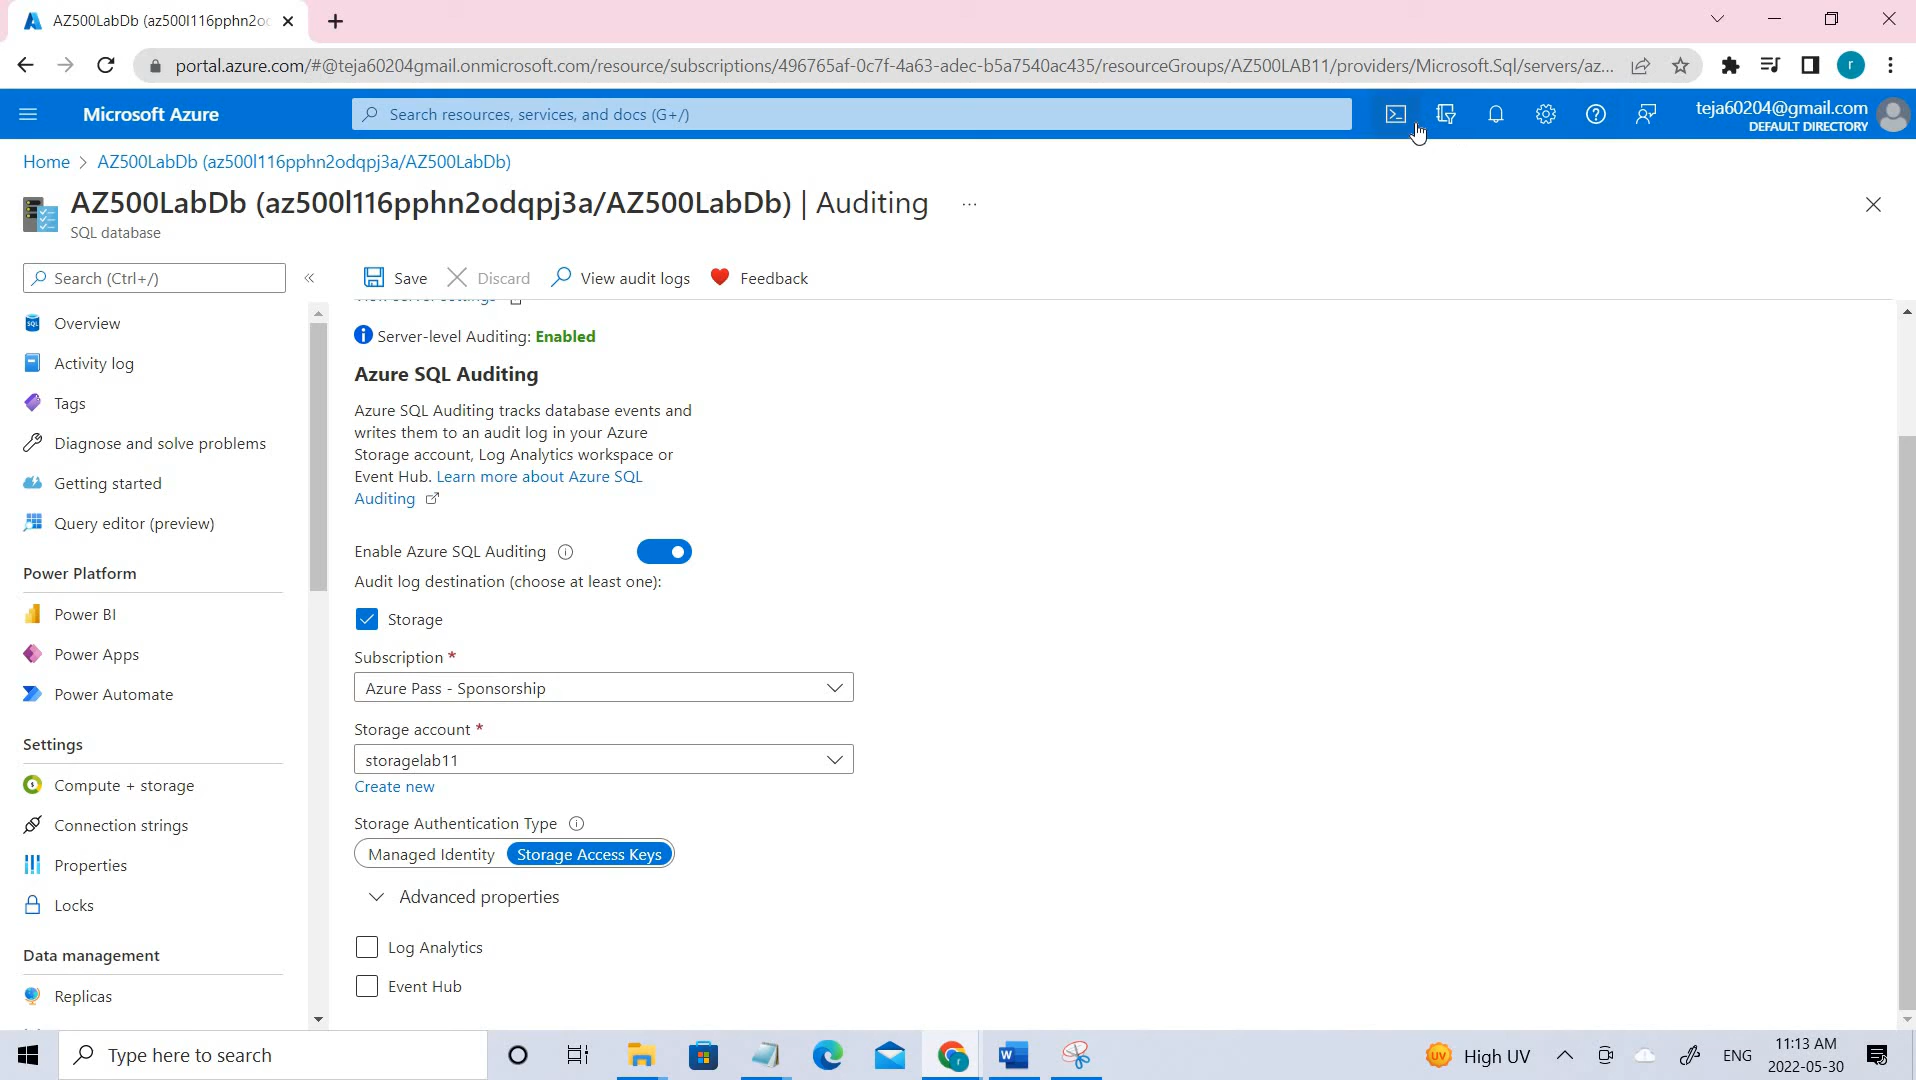 AZ500LabDb (az500l116pphn2od
portal.azure.com/#@teja60204gmail.onmicrosoft.com/resource/subscriptions/496765af-0c7f-4a63-adec-b5a7540ac435/resourceGroups/AZ500LAB11/providers/Microsoft.Sql/servers/az...
r
Microsoft Azure
Search resources, services, and docs (G+/)
teja60204@gmail.com
DEFAULT DIRECTORY
Home > AZ500LabDb (az500l116pphn2odqpj3a/AZ500LabDb)
AZ500LabDb (az500l116pphn2odqpj3a/AZ500LabDb) | Auditing ...
SQL database
Search (Ctrl+/)
«
Save
Discard
View audit logs
Feedback
Overview
Activity log
Tags
Diagnose and solve problems
Getting started
Query editor (preview)
Power Platform
Power BI
Power Apps
Power Automate
Settings
Compute + storage
Connection strings
Properties
Locks
Data management
Replicas
Server-level Auditing: Enabled
Azure SQL Auditing
Azure SQL Auditing tracks database events and
writes them to an audit log in your Azure
Storage account, Log Analytics workspace or
Event Hub. Learn more about Azure SQL
Auditing
Enable Azure SQL Auditing
Audit log destination (choose at least one):
Storage
Subscription *
Azure Pass - Sponsorship
Storage account *
storagelab11
Create new
Storage Authentication Type
Managed Identity
Storage Access Keys
Advanced properties
Log Analytics
Event Hub
Type here to search
UV
High UV
ENG
11:13 AM
2022-05-30